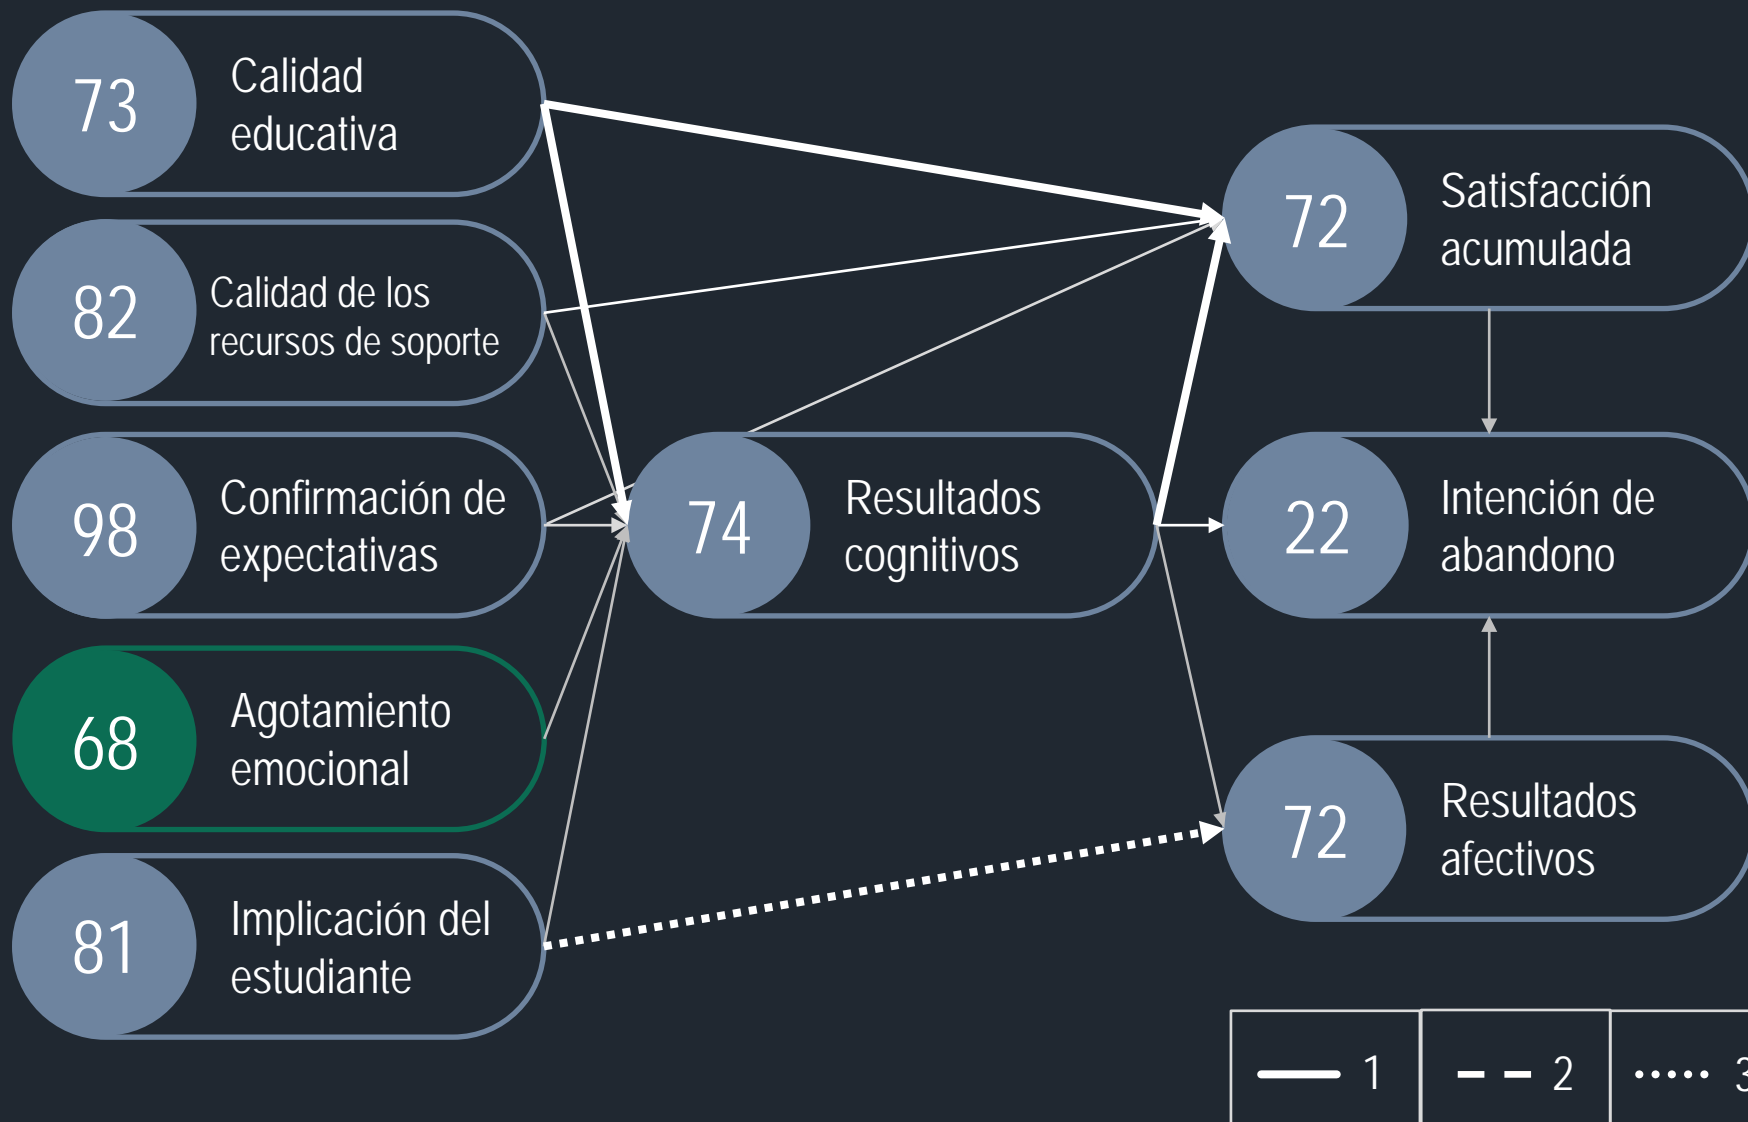 73
Calidad
educativa
82
Calidad de los
recursos de soporte
98
Confirmación de
expectativas
68
Agotamiento
emocional
81
Implicación del
estudiante
74
Resultados
cognitivos
72
Satisfacción
acumulada
22
Intención de
abandono
72
Resultados
afectivos
1
2
3